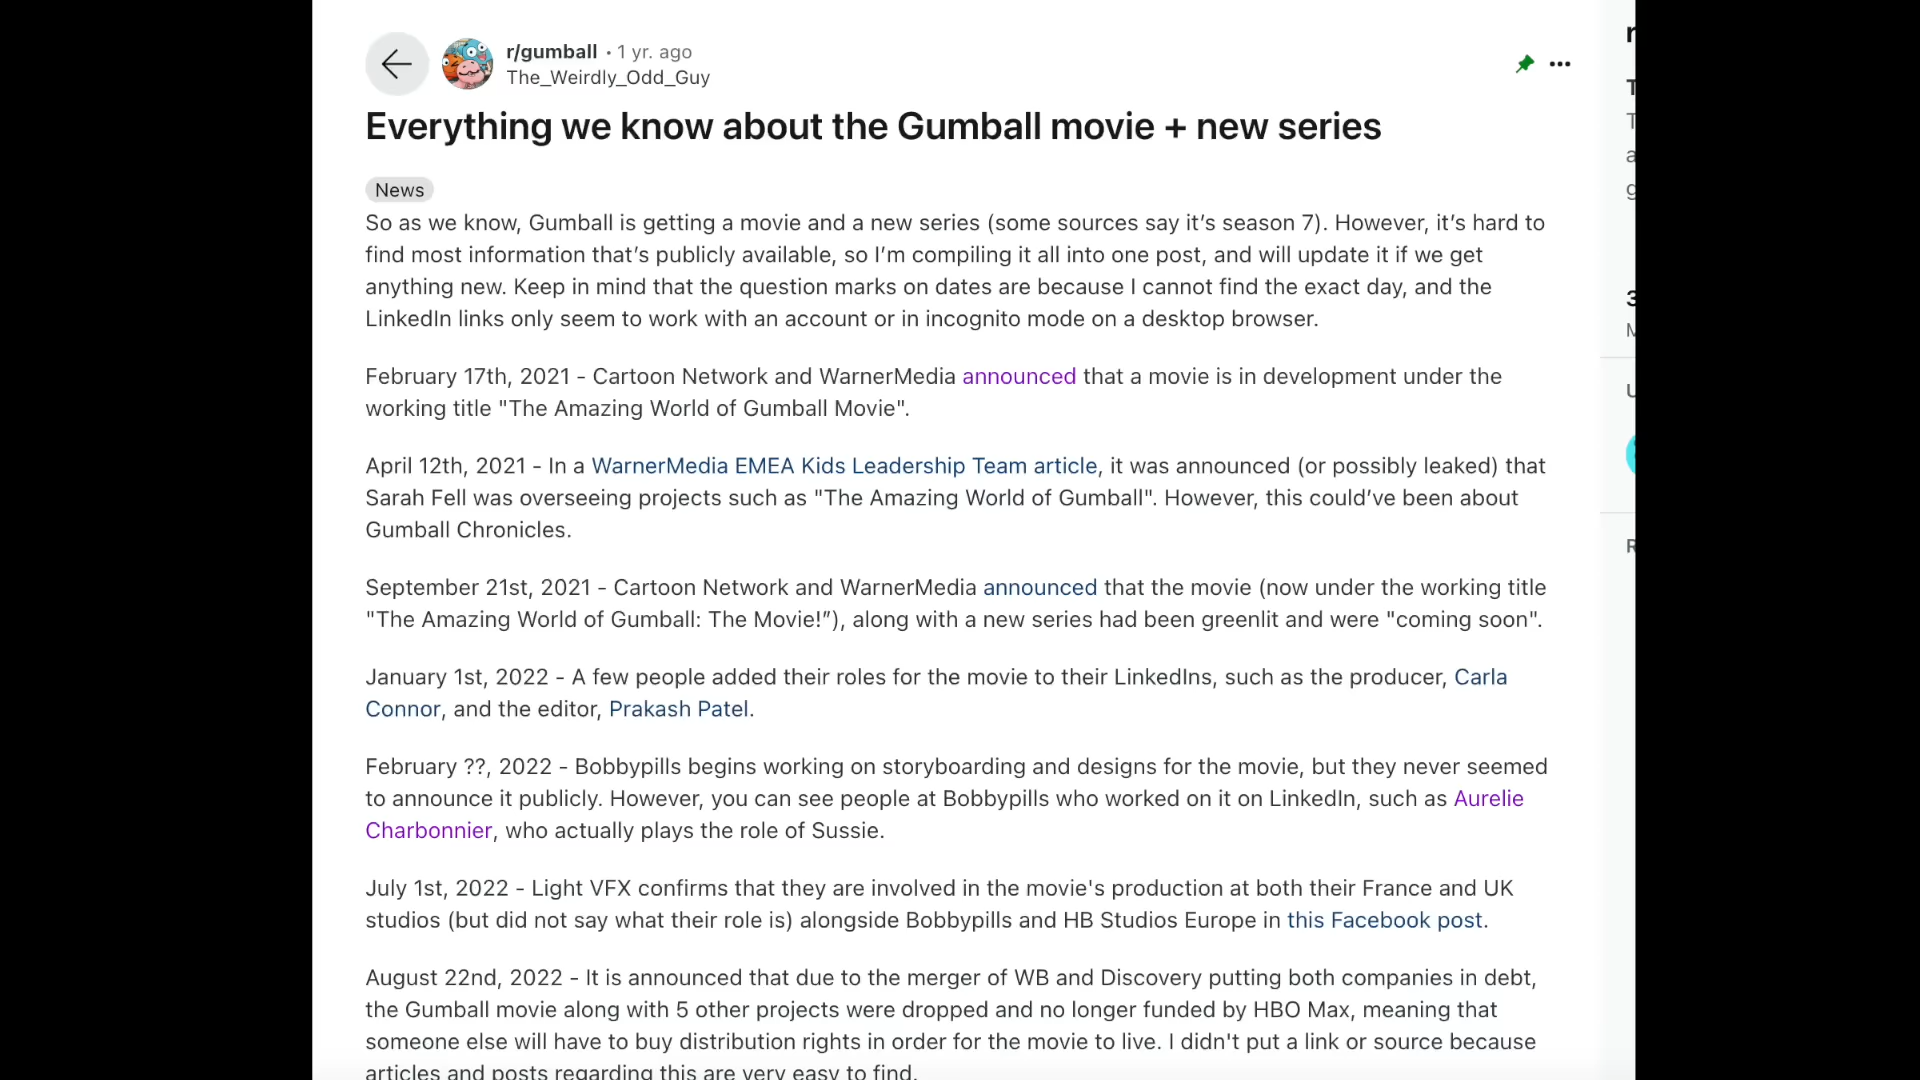 r/gumball • 1 yr. ago
The_Weirdly_Odd_Guy
Everything we know about the Gumball movie + new series
News
So as we know, Gumball is getting a movie and a new series (some sources say it’s season 7). However, it’s hard to
find most information that’s publicly available, so I’m compiling it all into one post, and will update it if we get
anything new. Keep in mind that the question marks on dates are because I cannot find the exact day, and the
LinkedIn links only seem to work with an account or in incognito mode on a desktop browser.
February 17th, 2021 - Cartoon Network and WarnerMedia announced that a movie is in development under the
working title "The Amazing World of Gumball Movie".
April 12th, 2021 - In a WarnerMedia EMEA Kids Leadership Team article, it was announced (or possibly leaked) that
Sarah Fell was overseeing projects such as "The Amazing World of Gumball". However, this could’ve been about
Gumball Chronicles.
September 21st, 2021 - Cartoon Network and WarnerMedia announced that the movie (now under the working title
"The Amazing World of Gumball: The Movie!”), along with a new series had been greenlit and were "coming soon".
January 1st, 2022 - A few people added their roles for the movie to their LinkedIns, such as the producer, Carla
Connor, and the editor, Prakash Patel.
February ??, 2022 - Bobbypills begins working on storyboarding and designs for the movie, but they never seemed
to announce it publicly. However, you can see people at Bobbypills who worked on it on LinkedIn, such as Aurelie
Charbonnier, who actually plays the role of Sussie.
July 1st, 2022 - Light VFX confirms that they are involved in the movie's production at both their France and UK
studios (but did not say what their role is) alongside Bobbypills and HB Studios Europe in this Facebook post.
August 22nd, 2022 - It is announced that due to the merger of WB and Discovery putting both companies in debt,
the Gumball movie along with 5 other projects were dropped and no longer funded by HBO Max, meaning that
someone else will have to buy distribution rights in order for the movie to live. I didn't put a link or source because
articles and posts regarding this are very easy to find.